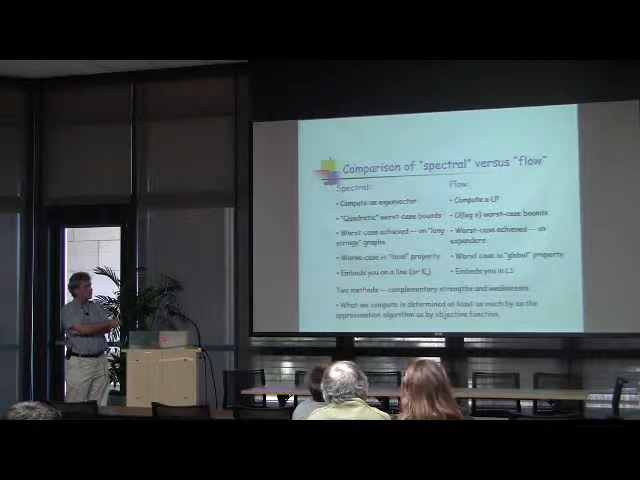 Comparison of "spectral" versus "flow"
Spectral:
• Compute an eigenvector
• "Quadratic" worst-case bounds
• Worst-case achieved -- on "long
stringy" graphs
• Worse-case is "local" property
• Embeds you on a line (or Kn)
Flow:
• Compute a LP
• O(log n) worst-case bounds
• Worst-case achieved -- on
expanders
• Worst case is "global" property
• Embeds you in L1
Two methods -- complementary strengths and weaknesses
• What we compute is determined at least as much by as the
approximation algorithm as by objective function.